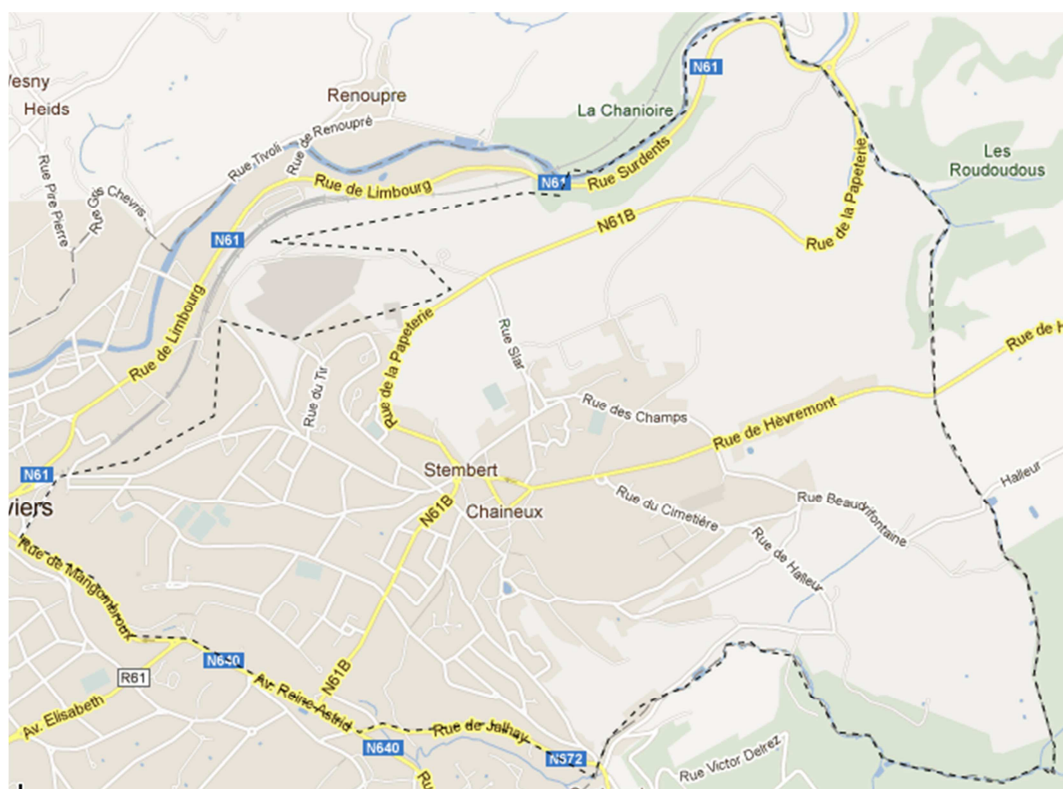 N61
La Chanioire
Renoupre
Heids
Rue de Renoupré
Rue Tivoli
Les
Roudoudous
Rue Surdents
N61
Rue de Limbourg
Rue de la Papeterie
Rue Pire Pierre
N61B
N61
Rue de Limbourg
Rue de la Papeterie
Rue Slar
Rue du Tir
Rue des Champs
Rue de Hèvremont
Stembert
N61
Halleur
viers
N61B
Chaineux
Rue du Cimetière
Rue Beaudrifontaine
Rue de Mangombroux
Rue de Halleur
N640
R61
N61B
Av. Reine Astrid
Av. Elisabeth
Rue de Jalhay
N640
N672
Rue Victor Delrez